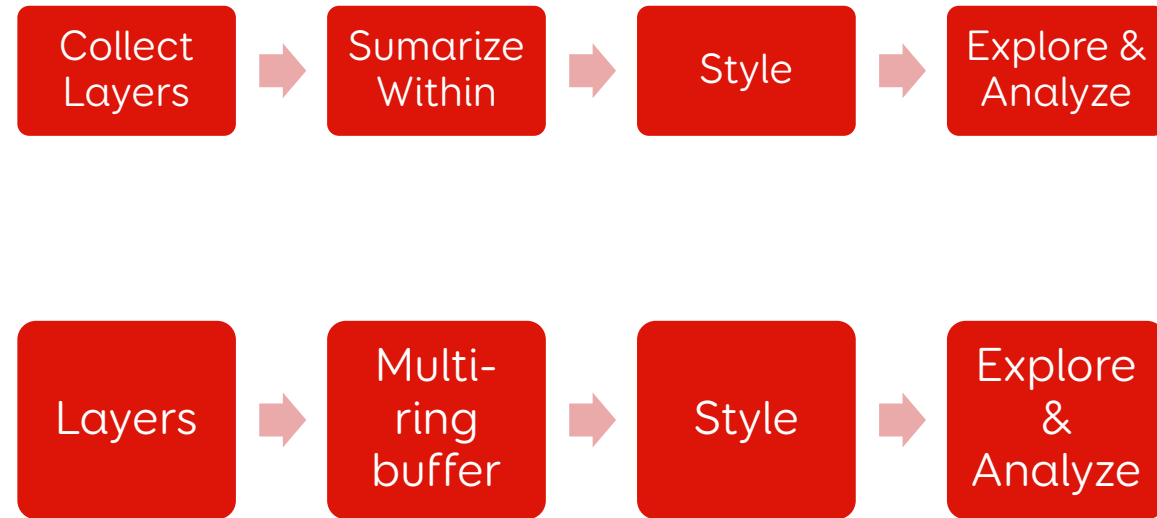 Collect
Layers
Sumarize
Within
Style
Explore &
Analyze
Layers
Multi-
ring
buffer
Style
Explore
&
Analyze